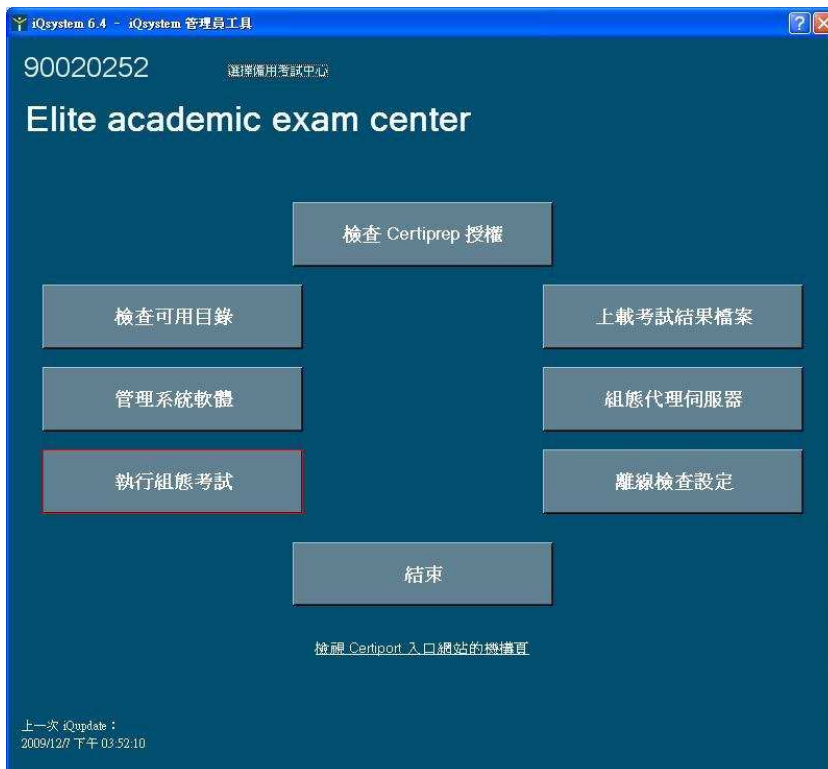 iQsystem 6.4 - iQsystem 管理員工具
90020252
選擇備用考試中心
Elite academic exam center
檢查 Certiprep 授權
檢查可用目錄
上載考試結果檔案
管理系統軟體
組態代理伺服器
執行組態考試
離線檢查設定
結束
檢視 Certiport 入口網站的機構頁
上一次 iQupdate：
2009/12/7 下午 03:52:10